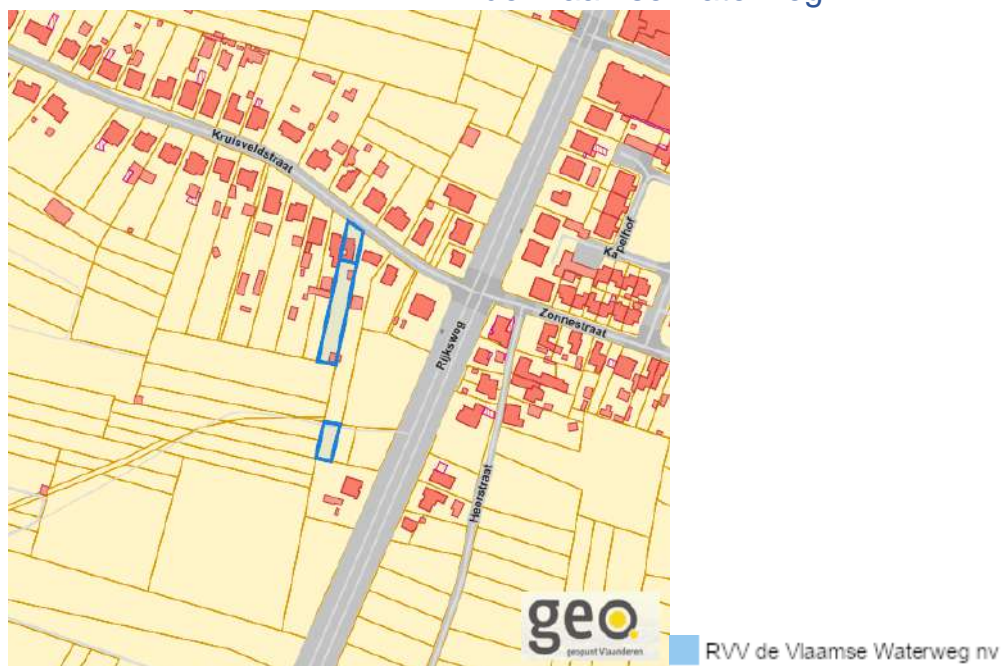 Kruisveldstraat
Kapelhof
Zonnestraat
Rijksweg
Heerstraat
geo
geopunt Vlaanderen
RVV de Vlaamse Waterweg nv